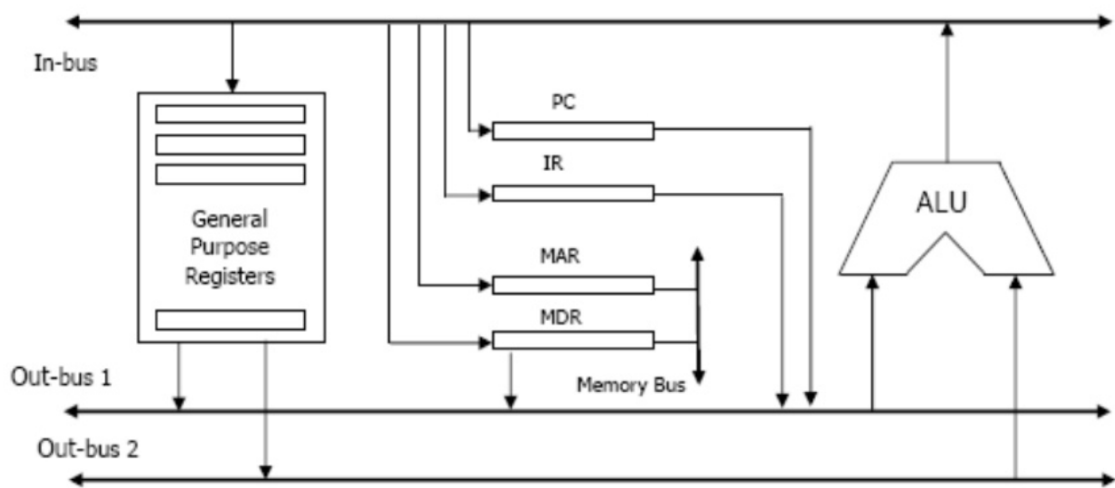 In-bus
PC
IR
General
Purpose
Registers
ALU
MAR
MDR
Out-bus 1
Memory Bus
Out-bus 2